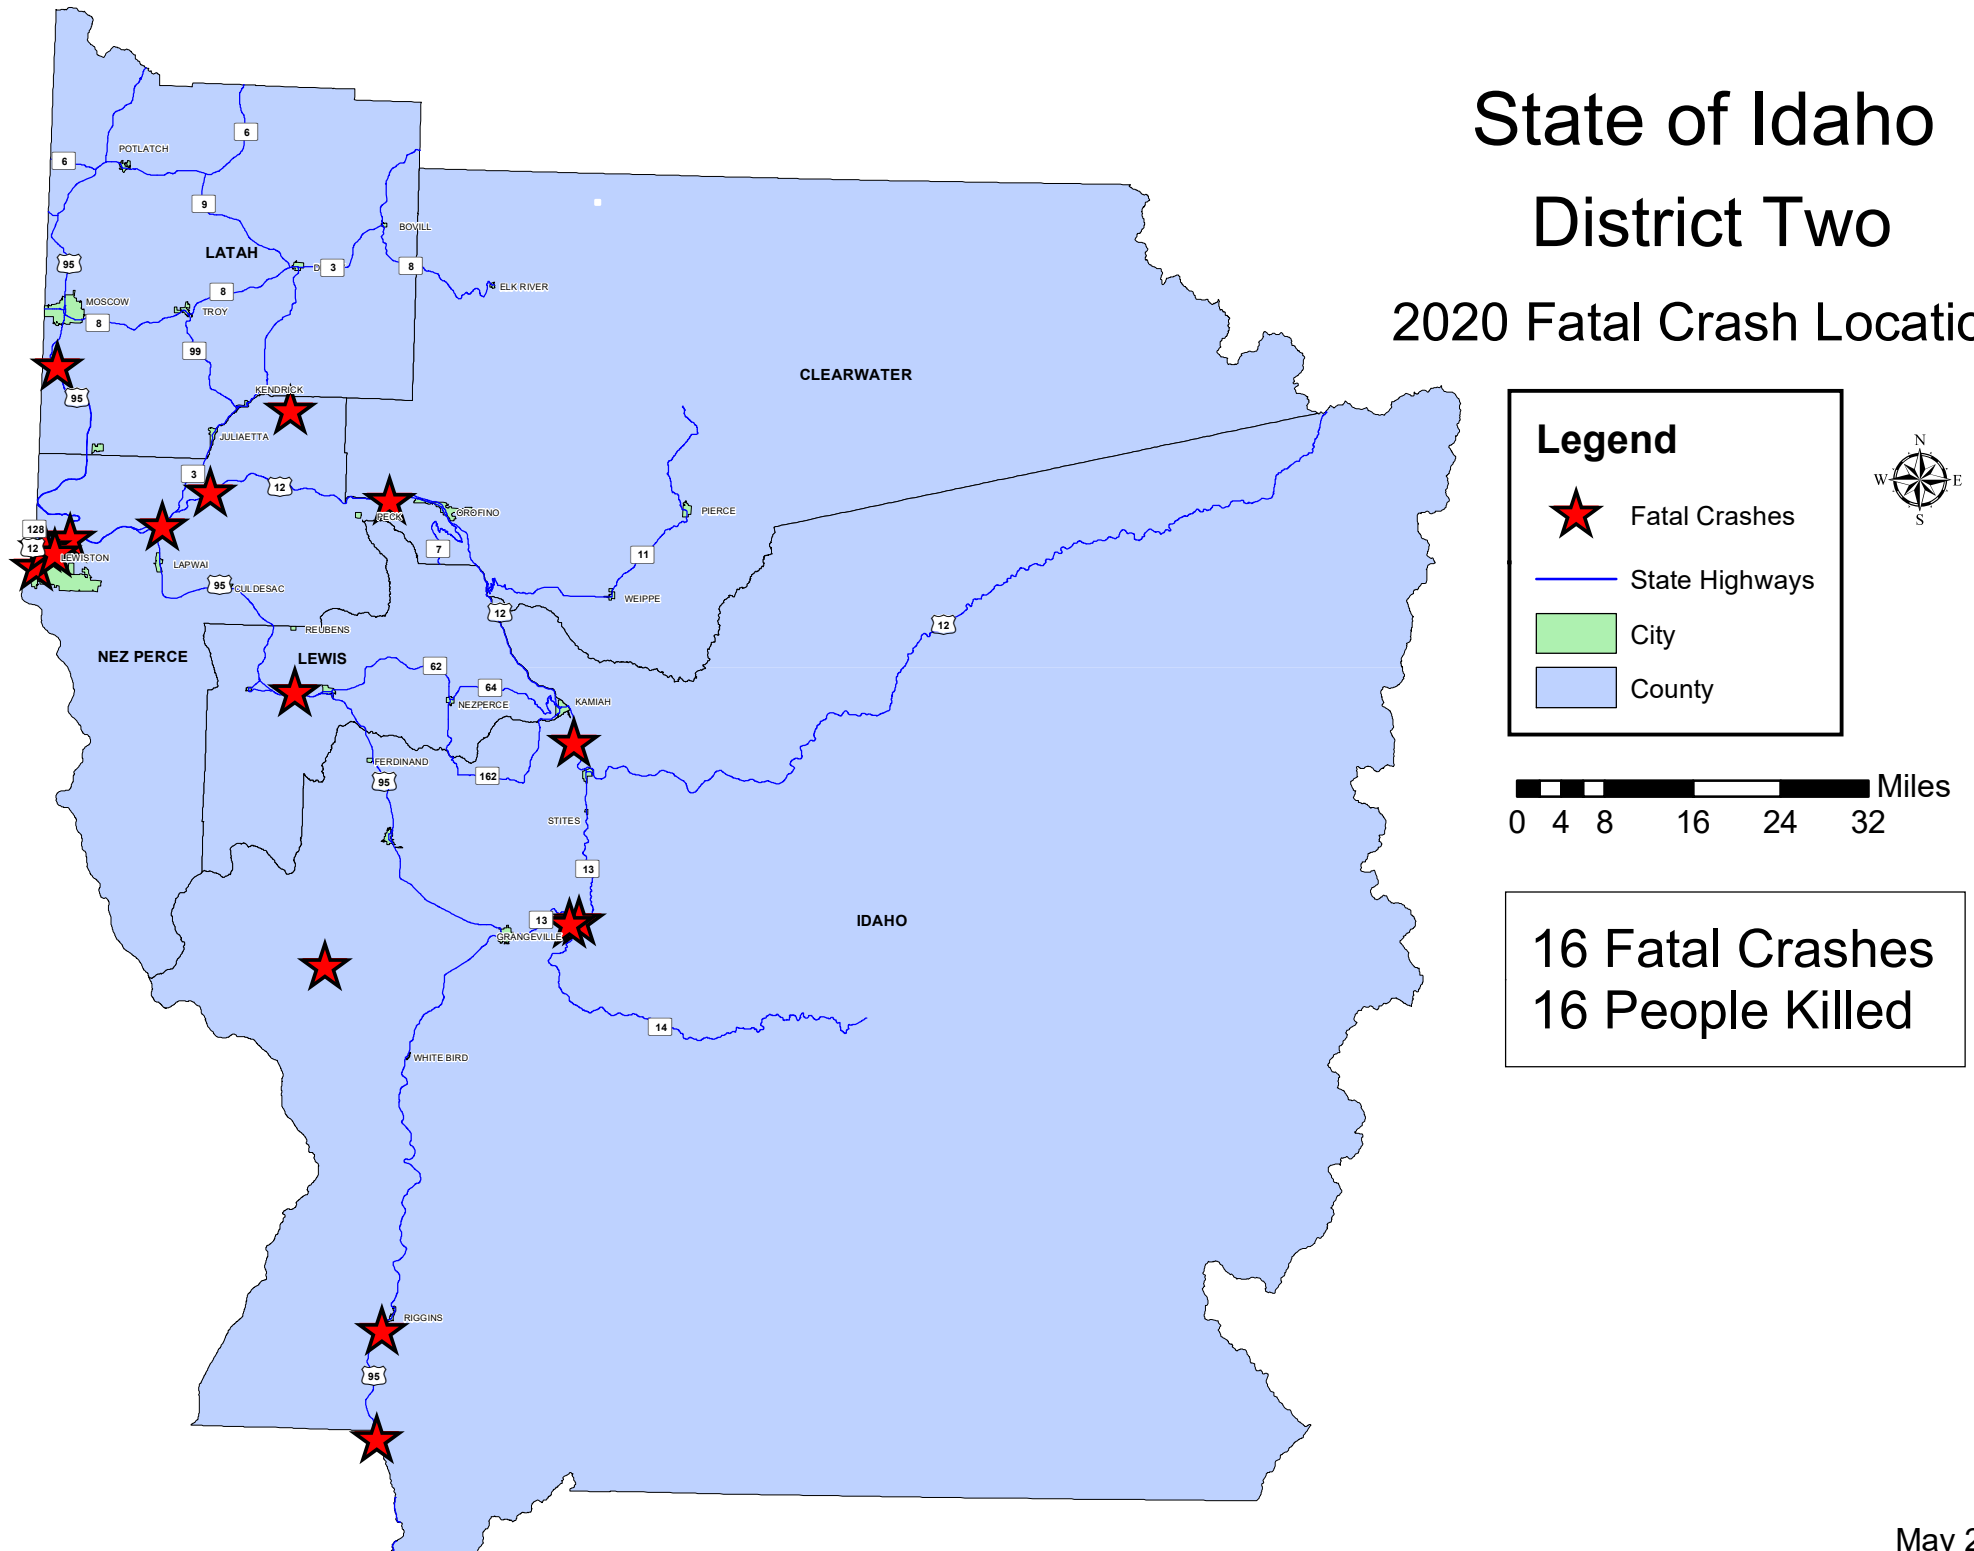 State of Idaho
District Two
2020 Fatal Crash Locatio
Legend
Fatal Crashes
State Highways
City
County
N
W
E
S
Miles
0 4 8 16 24 32
16 Fatal Crashes
16 People Killed
May 2
6
POTLATCH
6
9
BOVILL
LATAH
95
D
3
8
ELK RIVER
8
MOSCOW
TROY
8
99
CLEARWATER
KENDRICK
95
JULIAETTA
3
12
PECK
OROFINO
PIERCE
128
12
LEWISTON
LAPWAI
7
11
95
CULDESAC
WEIPPE
12
12
REUBENS
NEZ PERCE
LEWIS
62
64
NEZPERCE
KAMIAH
FERDINAND
95
162
STITES
13
13
GRANGEVILLE
IDAHO
14
WHITE BIRD
RIGGINS
95